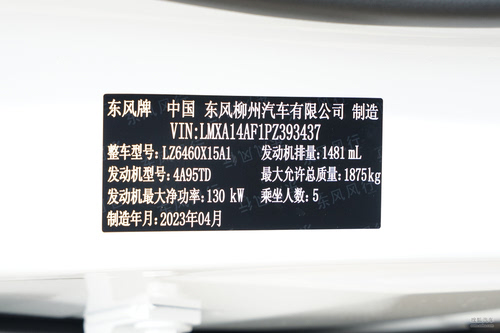 东风牌 中国 东风柳州汽车有限公司 制造
VIN:LMXA14AF1PZ393437
整车型号:LZ6460X15A1 发动机排量:1481 mL
发动机型号:4A95TD 最大允许总质量:1875kg
发动机最大净功率:130 kW 乘坐人数:5
制造年月:2023年04月